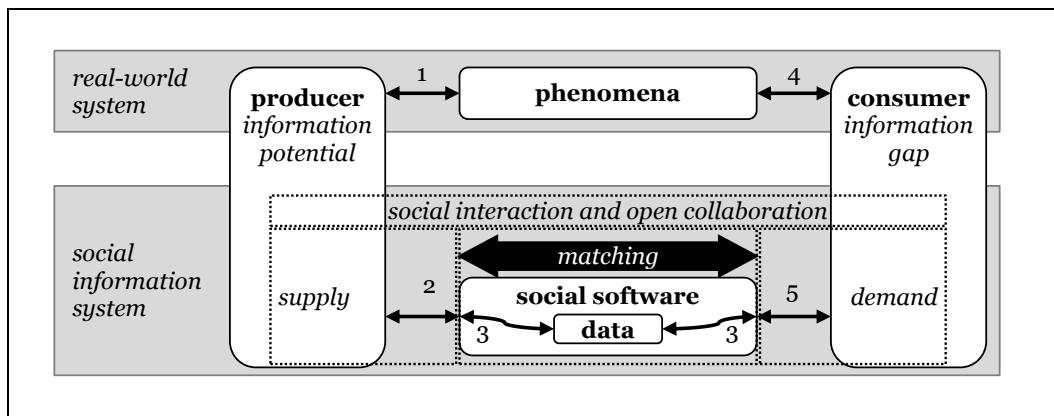 real-world
system
producer
information
potential
1
phenomena
4
consumer
information
gap
social
information
system
social interaction and open collaboration
matching
supply
2
social software
3
data
3
5
demand